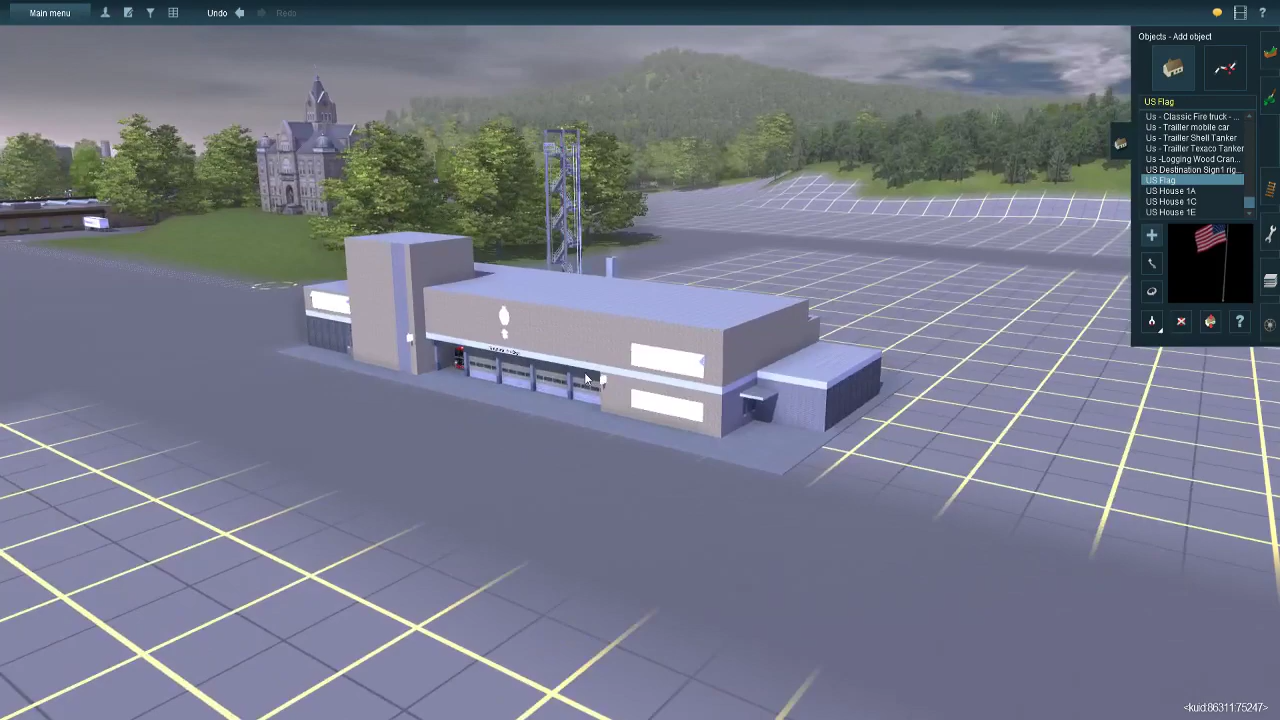 Main menu
Undo
Redo
?
Objects - Add object
US Flag
Us - Classic Fire truck - ...
Us - Trailler mobile car
Us - Trailler Shell Tanker
Us - Trailler Texaco Tanker
Us -Logging Wood Cran...
US Destination Sign1 rig...
US Flag
US House 1A
US House 1C
US House 1E
?
<kuid:86311:75247>